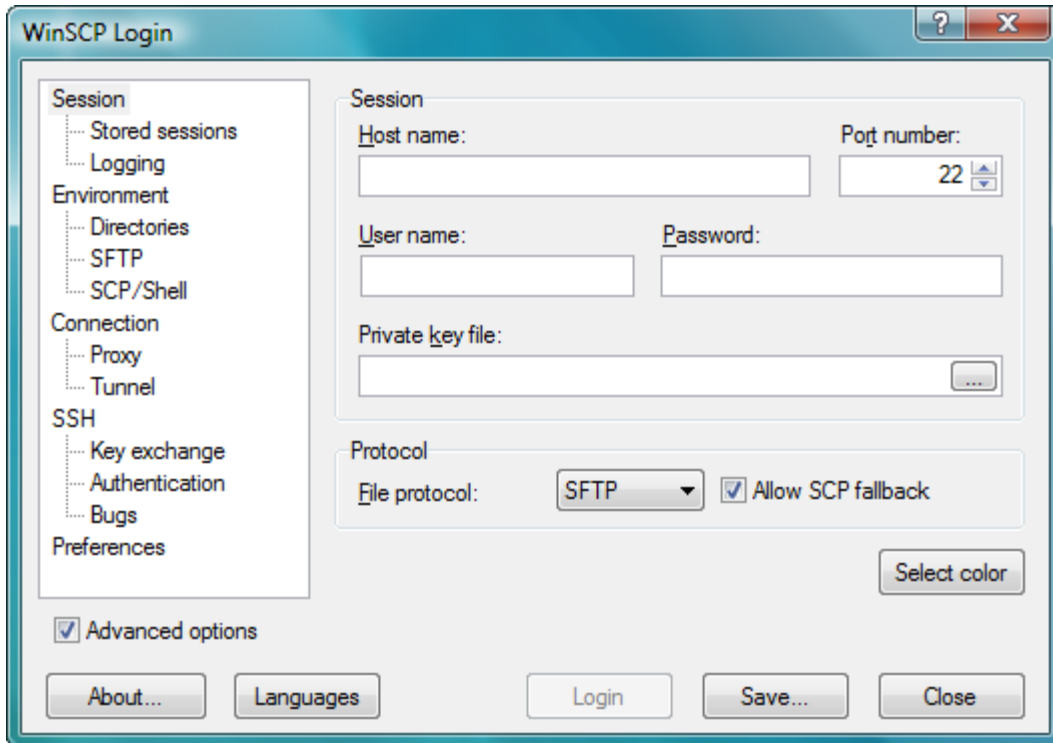 WinSCP Login
?
X
Session
Stored sessions
Logging
Environment
Directories
SFTP
SCP/Shell
Connection
Proxy
Tunnel
SSH
Key exchange
Authentication
Bugs
Preferences
Advanced options
Session
Host name:
Port number:
22
User name:
Password:
Private key file:
...
Protocol
File protocol:
SFTP
Allow SCP fallback
Select color
About...
Languages
Login
Save...
Close